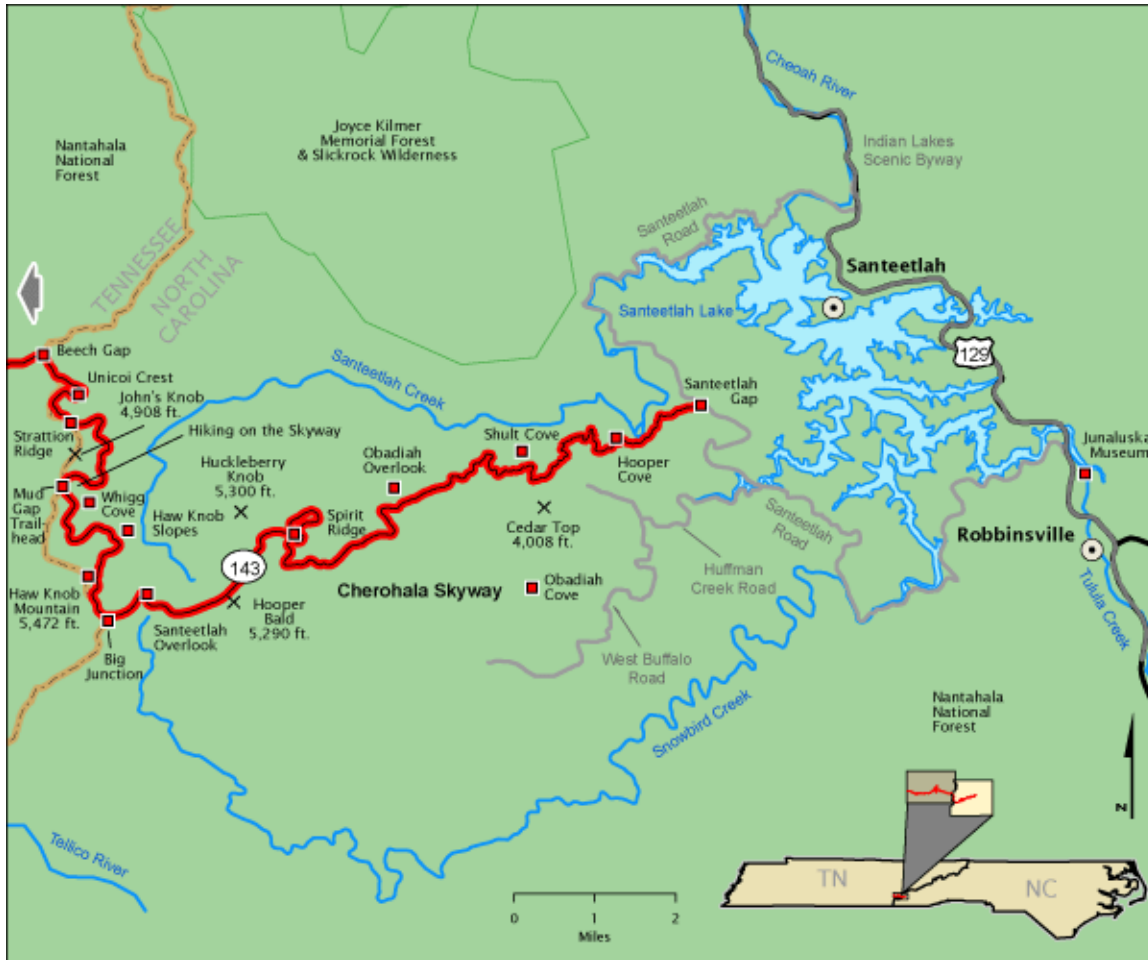 Cheoah River
Joyce Kilmer
Memorial Forest
& Slickrock Wilderness
Nantahala
National
Forest
Indian Lakes
Scenic Byway
Santeetlah
Road
TENNESSEE
NORTH
CAROLINA
Santeetlah
Santeetlah Lake
129
Beech Gap
Unicoi Crest
John's Knob
4,908 ft.
Santeetlah Creek
Santeetlah
Gap
Strattion
Ridge
Hiking on the Skyway
Shult Cove
Obadiah
Overlook
Hooper
Cove
Junaluska
Museum
Huckleberry
Knob
5,300 ft.
Mud
Gap
Trail-
head
Whigg
Cove
Haw Knob
Slopes
Spirit
Ridge
Cedar Top
4,008 ft.
Santeetlah
Road
Robbinsville
143
Cherohala Skyway
Obadiah
Cove
Huffman
Creek Road
Tulula Creek
Haw Knob
Mountain
5,472 ft.
Hooper
Bald
5,290 ft.
Santeetlah
Overlook
Big
Junction
West Buffalo
Road
Snowbird Creek
Nantahala
National
Forest
N
Tellico River
TN
NC
0 1 2
Miles